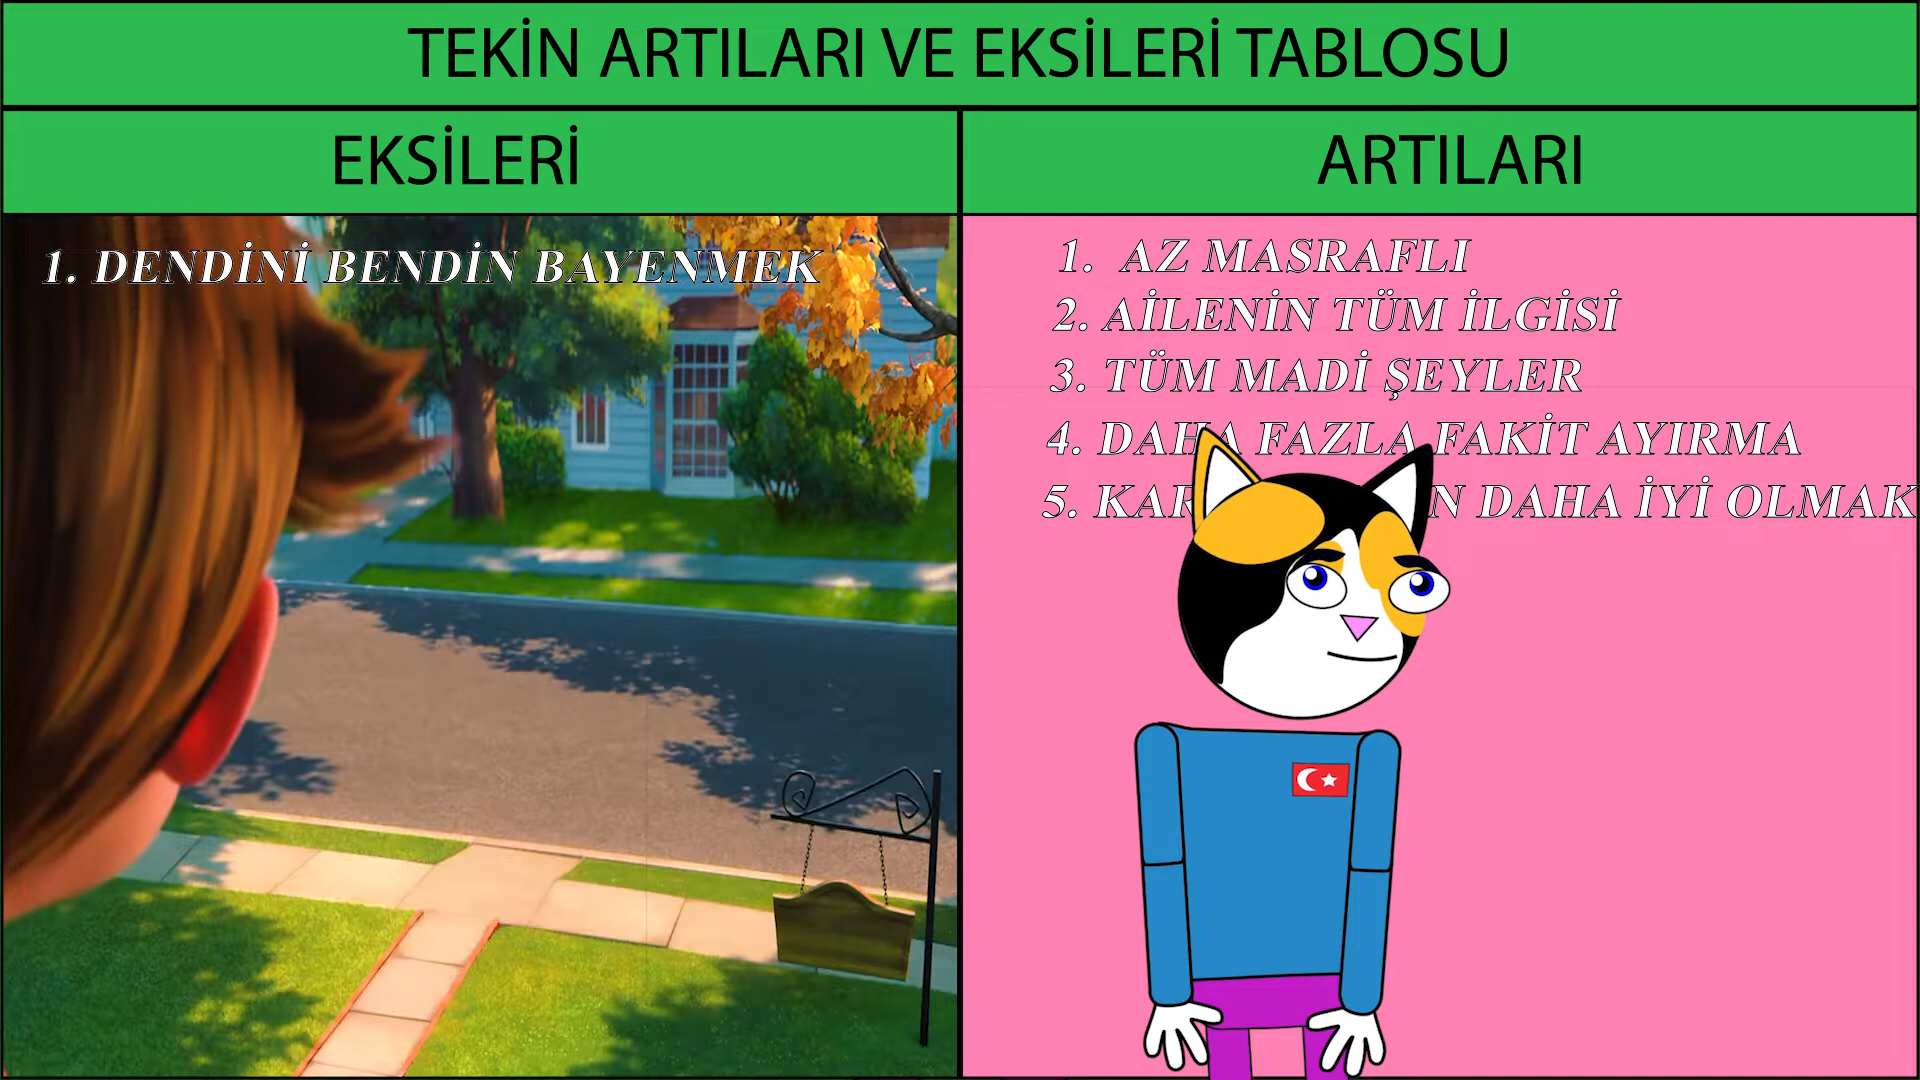 TEKİN ARTILARI VE EKSİLERİ TABLOSU
EKSİLERİ
ARTILARI
1. DENDİNİ BENDİN BAYENMEK
1. AZ MASRAFLI
2. AİLENİN TÜM İLGİSİ
3. TÜM MADİ ŞEYLER
4. DAHA FAZLA FAKİT AYIRMA
5. DAHA İYİ OLMAK